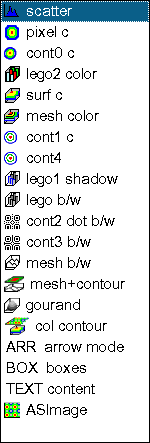 scatter
pixel c
cont0 c
lego2 color
surf c
mesh color
cont1 c
cont4
lego1 shadow
lego b/w
cont2 dot b/w
cont3 b/w
mesh b/w
mesh+contour
gourand
col contour
ARR arrow mode
BOX boxes
TEXT content
ASImage